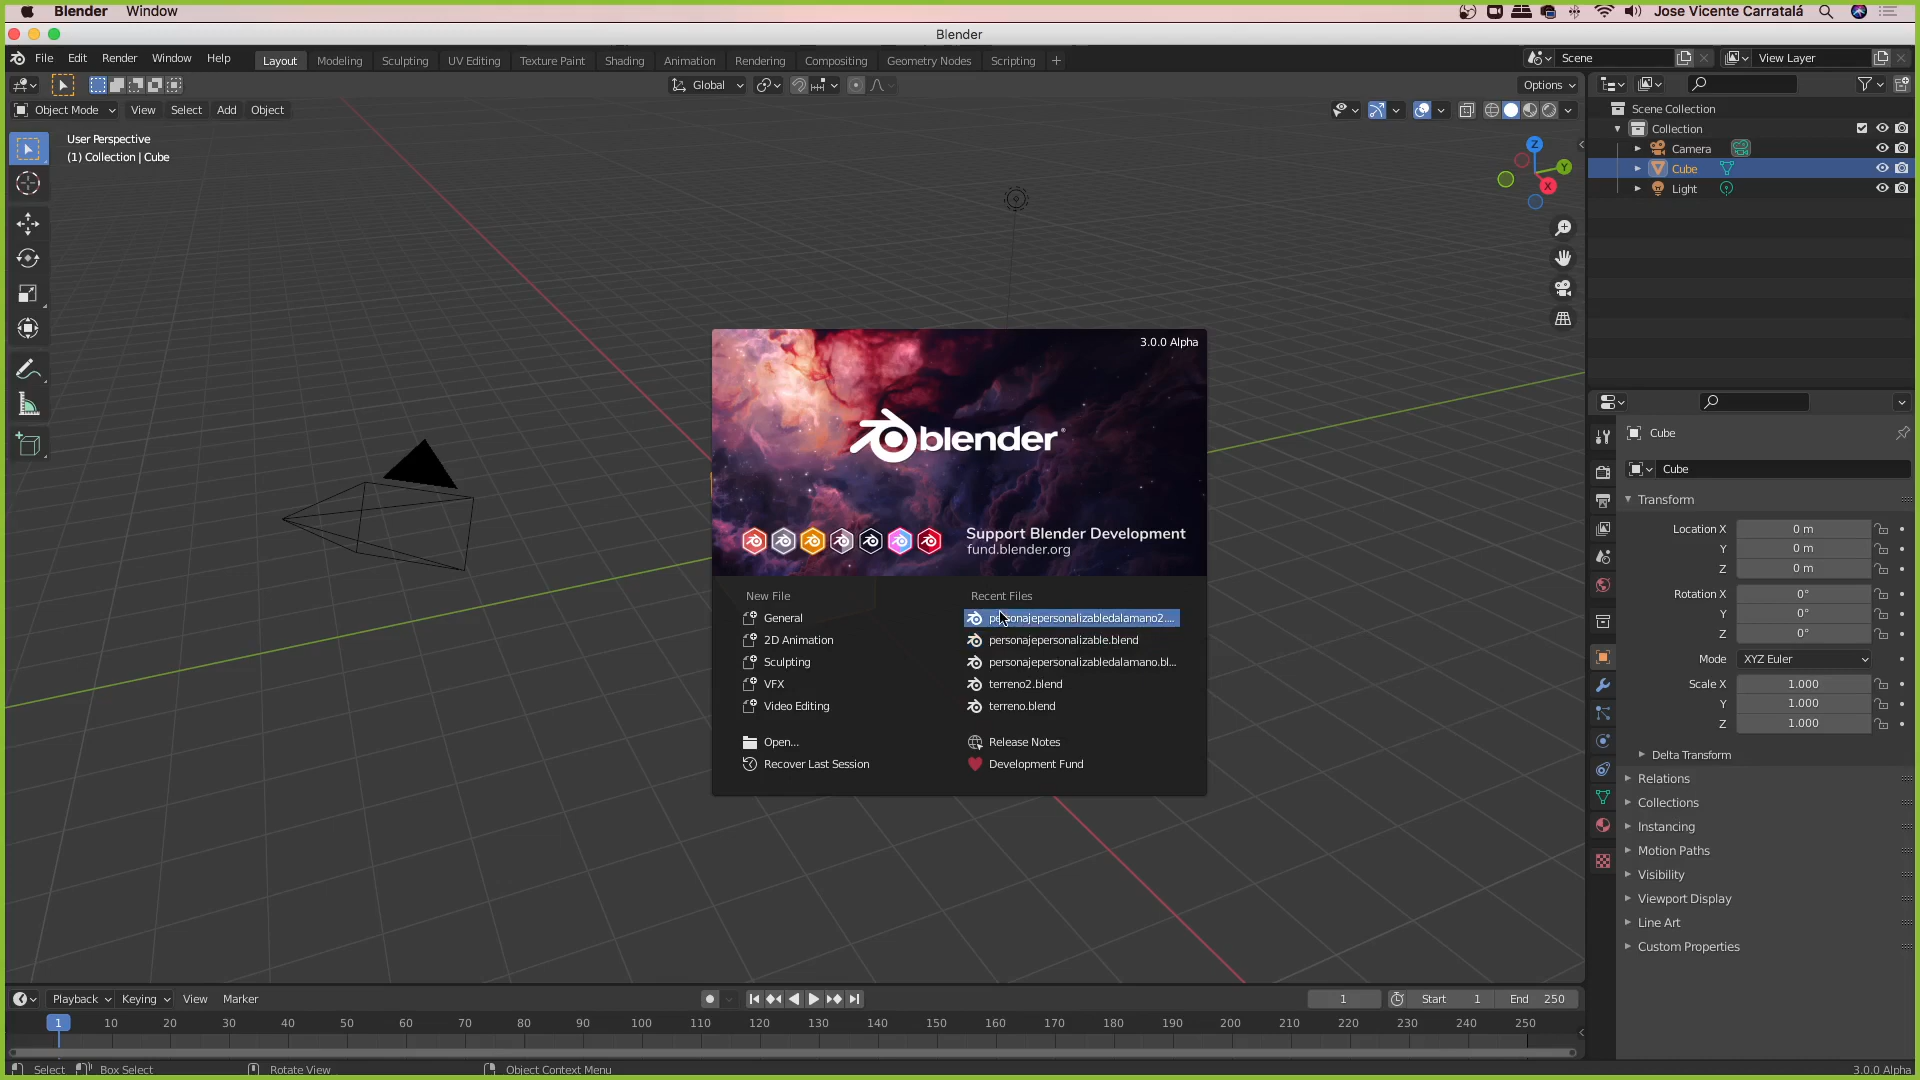 Blender Window Jose Vicente Carratalá
Blender
File Edit Render Window Help Layout Modeling Sculpting UV Editing Texture Paint Shading Animation Rendering Compositing Geometry Nodes Scripting + Scene View Layer
Global Options
Object Mode View Select Add Object
User Perspective
(1) Collection | Cube
Z
Y
X
Scene Collection
Collection
Camera
Cube
Light
3.0.0 Alpha
blender
Support Blender Development
fund.blender.org
New File
General
2D Animation
Sculpting
VFX
Video Editing
Open...
Recover Last Session
Recent Files
personajepersonalizabledalamano2....
personajepersonalizable.blend
personajepersonalizabledalamano.bl...
terreno2.blend
terreno.blend
Release Notes
Development Fund
Cube
Cube
Transform
Location X 0 m
Y 0 m
Z 0 m
Rotation X 0°
Y 0°
Z 0°
Mode XYZ Euler
Scale X 1.000
Y 1.000
Z 1.000
Delta Transform
Relations
Collections
Instancing
Motion Paths
Visibility
Viewport Display
Line Art
Custom Properties
Playback Keying View Marker 1 Start 1 End 250
1 10 20 30 40 50 60 70 80 90 100 110 120 130 140 150 160 170 180 190 200 210 220 230 240 250
Select Box Select Rotate View Object Context Menu 3.0.0 Alpha